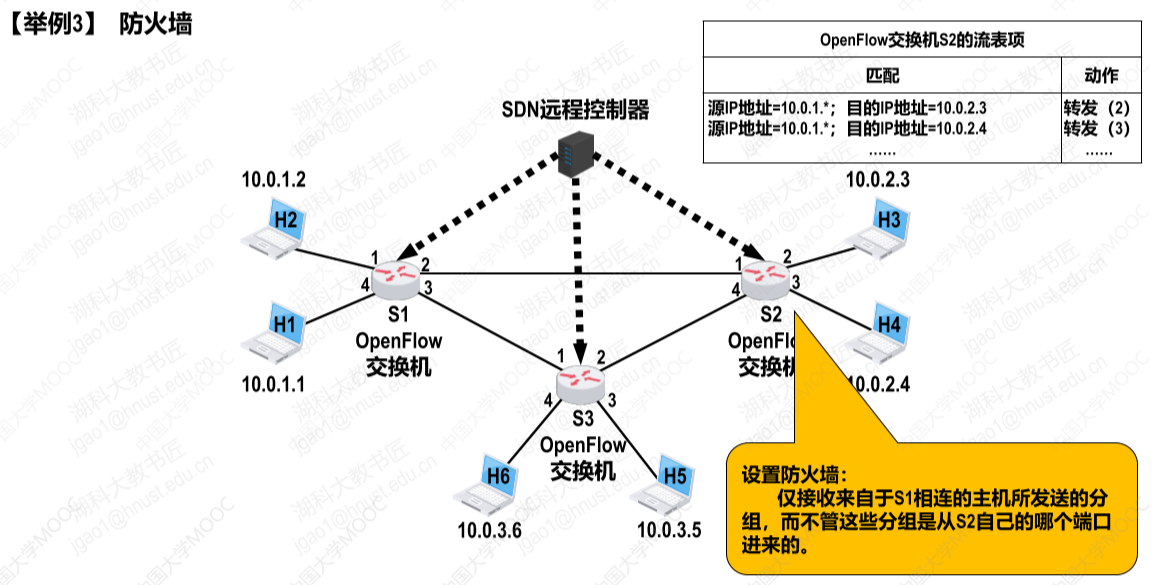 【举例3】 防火墙
OpenFlow交换机S2的流表项
匹配 动作
源IP地址=10.0.1.*；目的IP地址=10.0.2.3 转发（2）
源IP地址=10.0.1.*；目的IP地址=10.0.2.4 转发（3）
…… ……
SDN远程控制器
10.0.1.2
H2
10.0.2.3
H3
1
2
3
4
S1
OpenFlow
交换机
H1
10.0.1.1
1
2
3
4
S2
OpenFl
交换机
H4
10.0.2.4
1
2
3
4
S3
OpenFlow
交换机
H6
10.0.3.6
H5
10.0.3.5
设置防火墙：
仅接收来自于S1相连的主机所发送的分
组，而不管这些分组是从S2自己的哪个端口
进来的。
中国大学MOOC
湖科大教书匠
jgao1@hnust.edu.cn